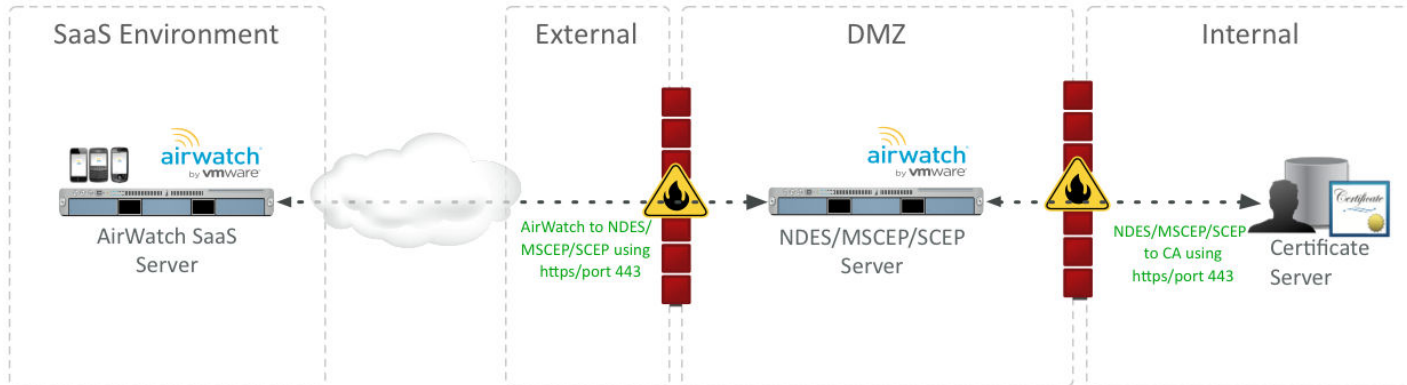 SaaS Environment
External
DMZ
Internal
airwatch
by vmware
AirWatch SaaS
Server
AirWatch to NDES/
MSCEP/SCEP using
https/port 443
airwatch
by vmware
NDES/MSCEP/SCEP
Server
NDES/MSCEP/SCEP
to CA using
https/port 443
Certificate
Certificate
Server